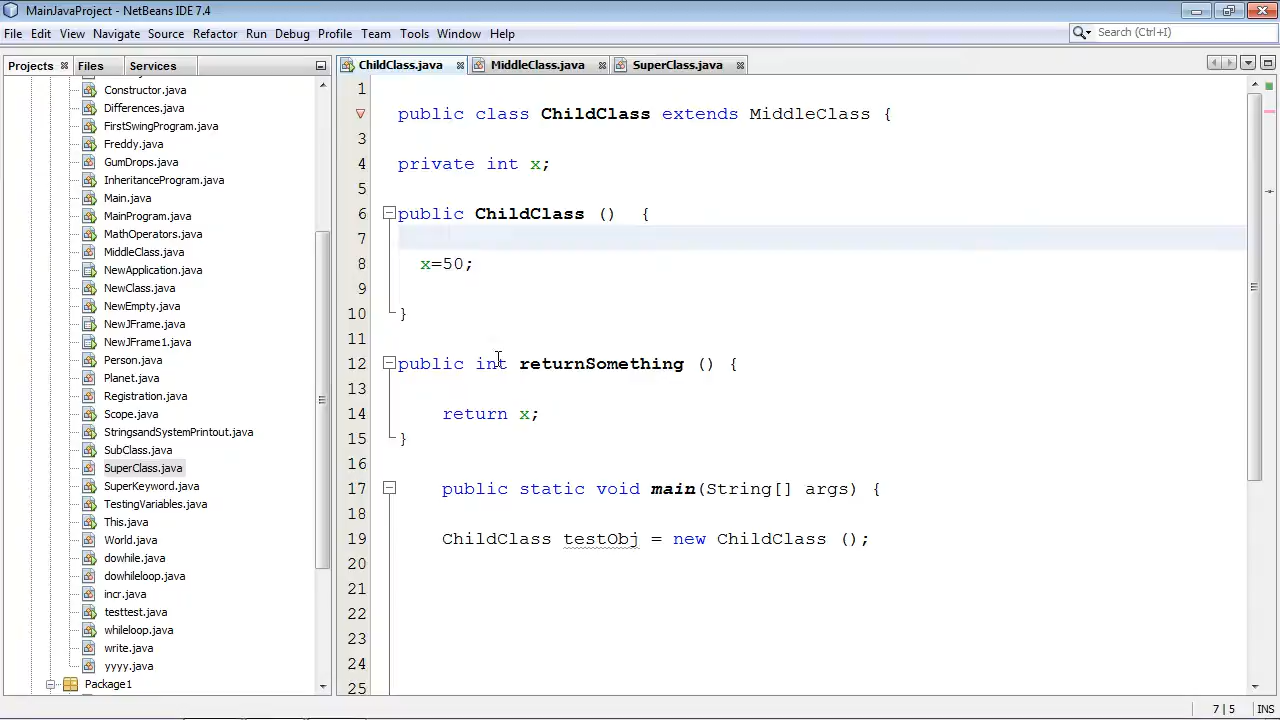 MainJavaProject - NetBeans IDE 7.4
File Edit View Navigate Source Refactor Run Debug Profile Team Tools Window Help
Search (Ctrl+I)
Projects Files Services
ChildClass.java MiddleClass.java SuperClass.java
Constructor.java
Differences.java
FirstSwingProgram.java
Freddy.java
GumDrops.java
InheritanceProgram.java
Main.java
MainProgram.java
MathOperators.java
MiddleClass.java
NewApplication.java
NewClass.java
NewEmpty.java
NewJFrame.java
NewJFrame1.java
Person.java
Planet.java
Registration.java
Scope.java
StringsandSystemPrintout.java
SubClass.java
SuperClass.java
SuperKeyword.java
TestingVariables.java
This.java
World.java
dowhile.java
dowhileloop.java
incr.java
testtest.java
whileloop.java
write.java
yyyy.java
Package1
1
public class ChildClass extends MiddleClass {
3
4 private int x;
5
6 public ChildClass () {
7
8 x=50;
9
10 }
11
12 public int returnSomething () {
13
14 return x;
15 }
16
17 public static void main(String[] args) {
18
19 ChildClass testObj = new ChildClass ();
20
21
22
23
24
25
7 | 5 INS